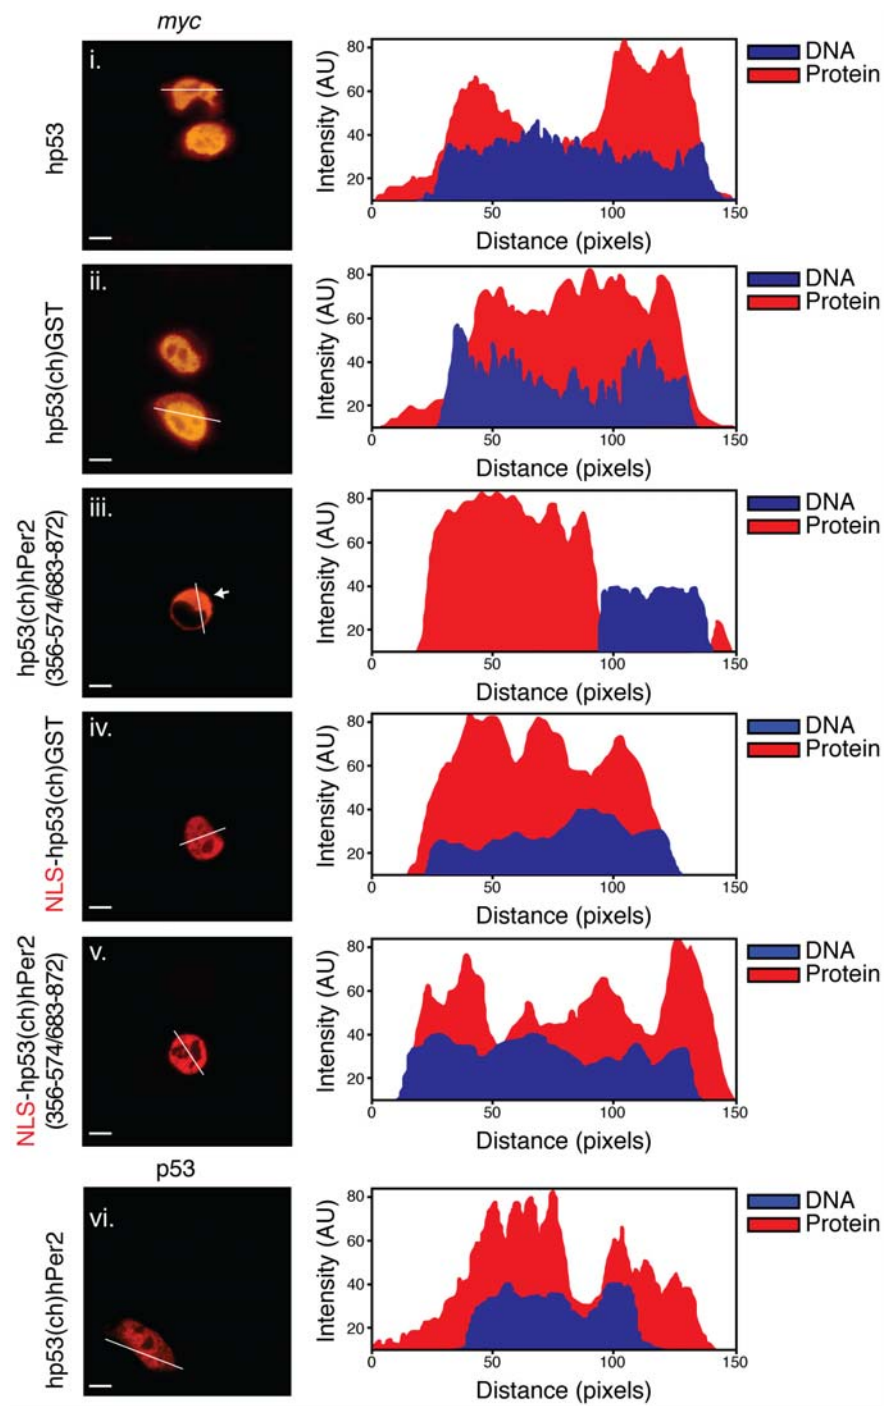 myc
hp53
i.
Intensity (AU)
80
60
40
20
0
50
100
150
Distance (pixels)
DNA
Protein
hp53(ch)GST
ii.
Intensity (AU)
80
60
40
20
0
50
100
150
Distance (pixels)
DNA
Protein
hp53(ch)hPer2
(356-574/683-872)
iii.
Intensity (AU)
80
60
40
20
0
50
100
150
Distance (pixels)
DNA
Protein
NLS-hp53(ch)GST
iv.
Intensity (AU)
80
60
40
20
0
50
100
150
Distance (pixels)
DNA
Protein
NLS-hp53(ch)hPer2
(356-574/683-872)
v.
Intensity (AU)
80
60
40
20
0
50
100
150
Distance (pixels)
DNA
Protein
p53
hp53(ch)hPer2
vi.
Intensity (AU)
80
60
40
20
0
50
100
150
Distance (pixels)
DNA
Protein